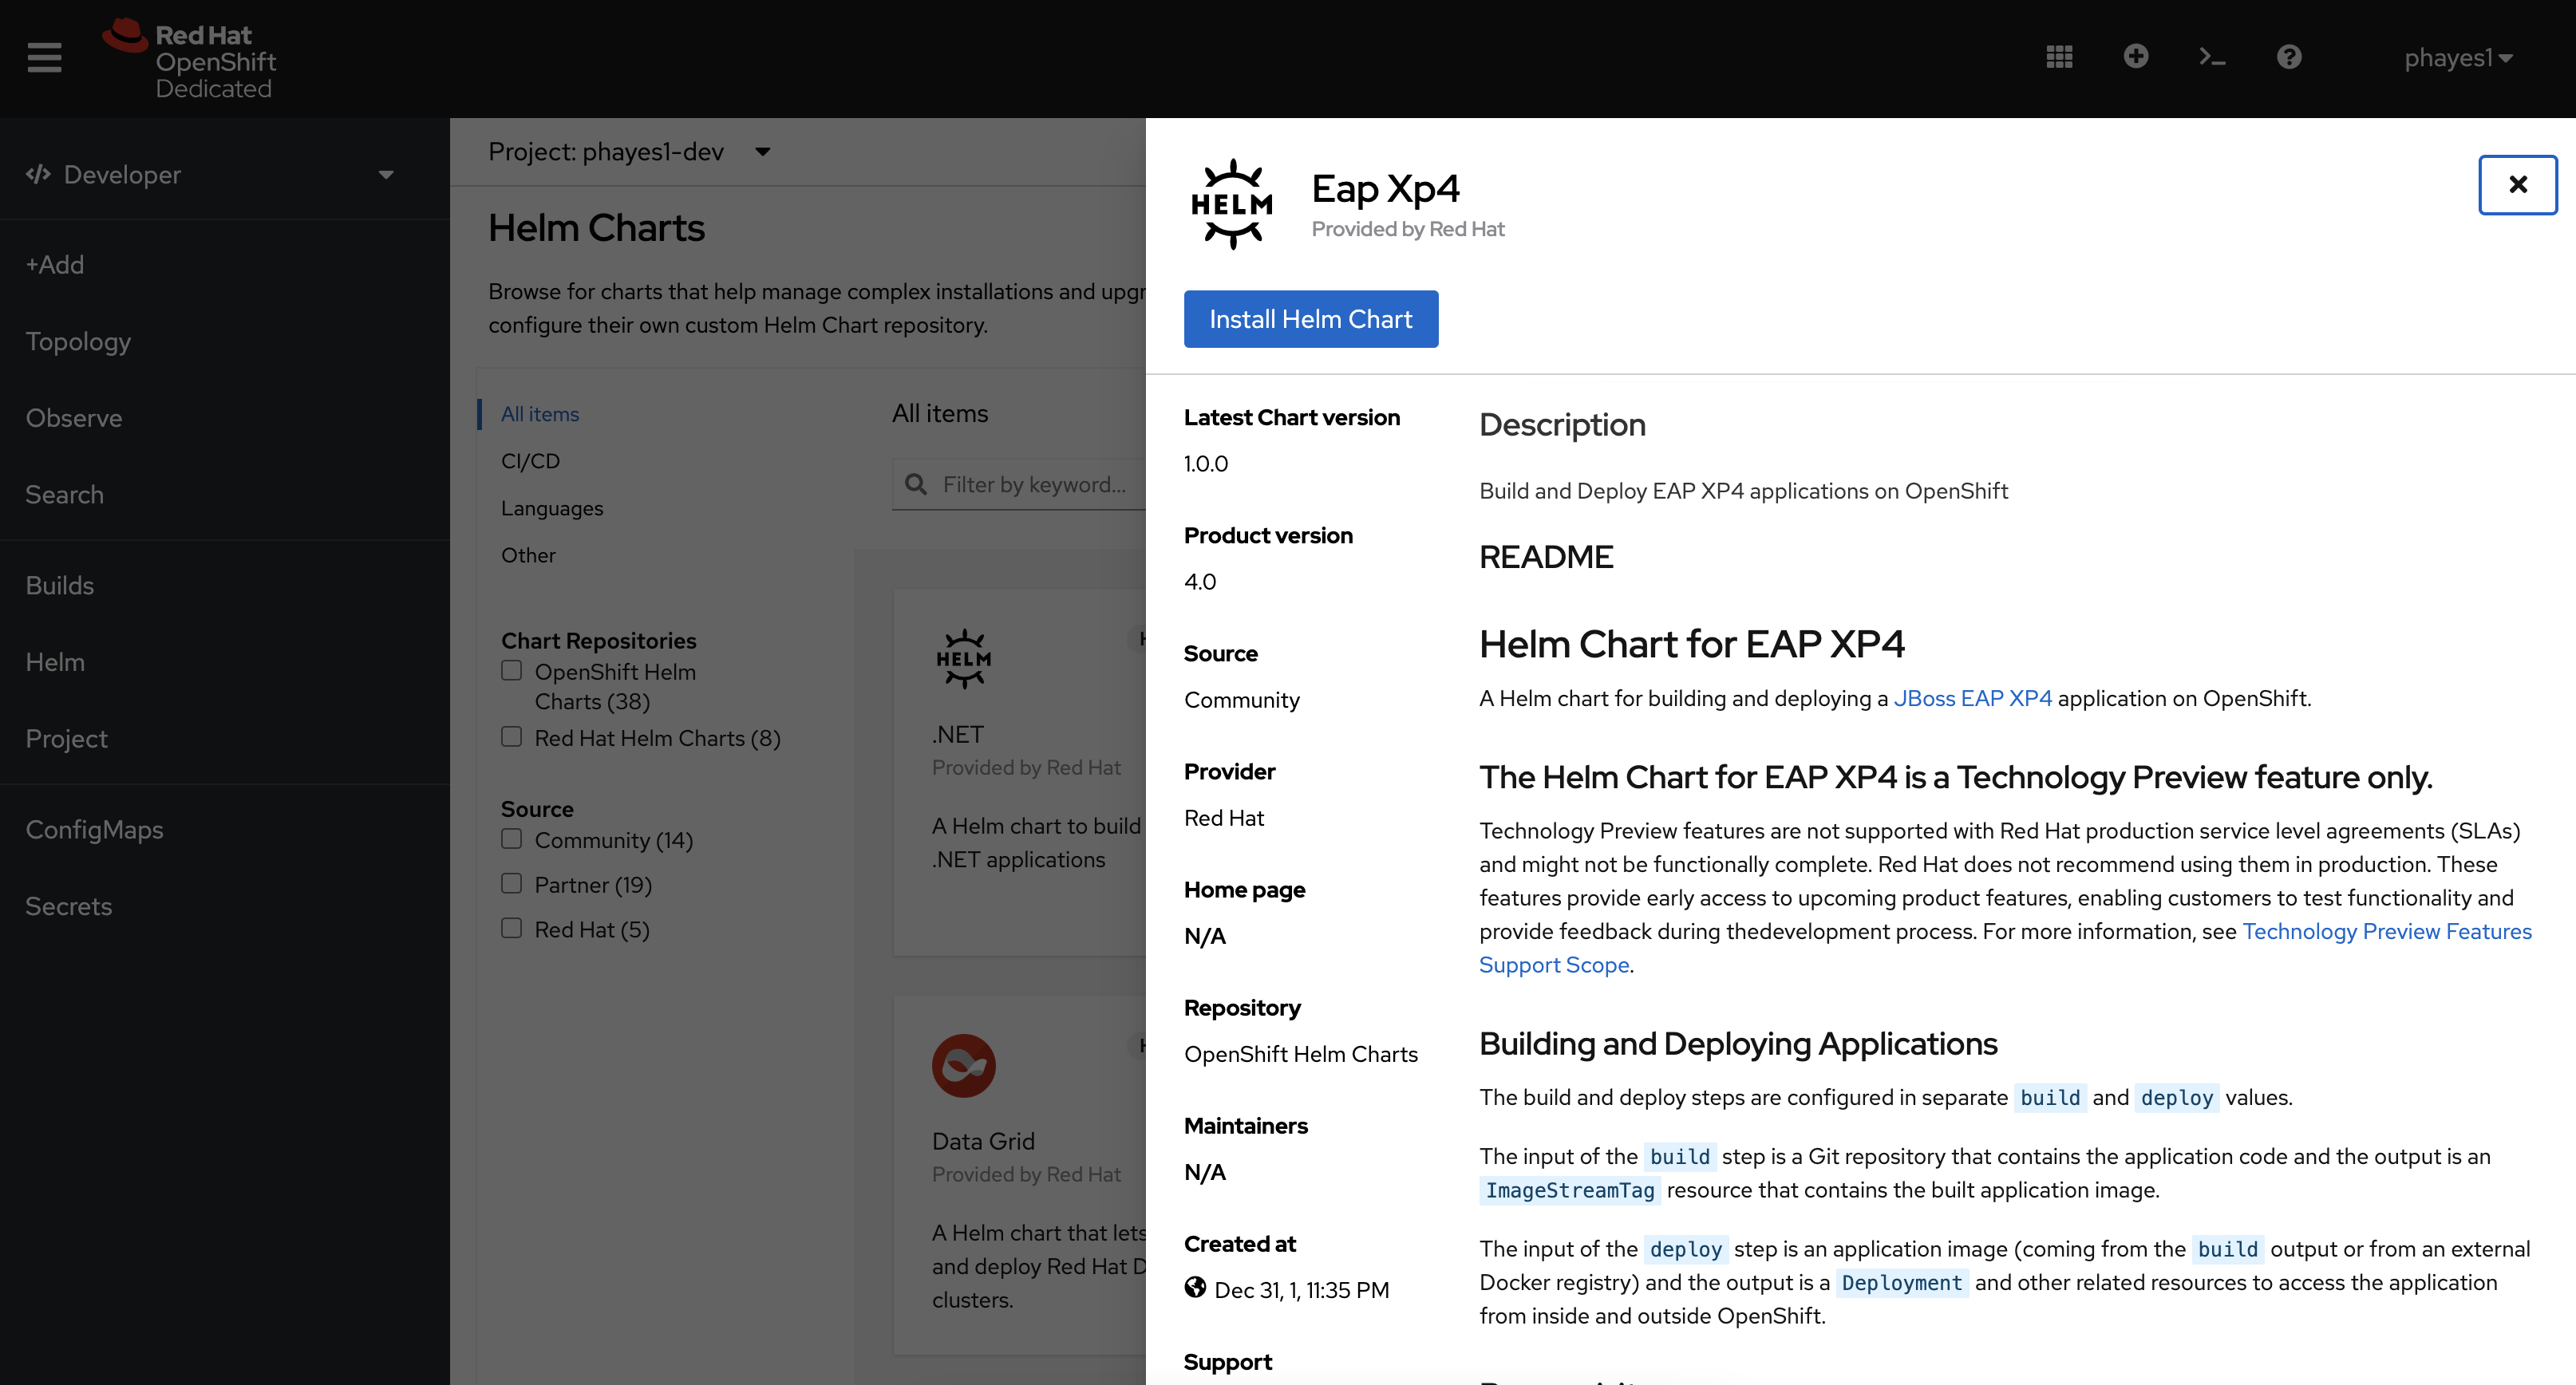 Red Hat
OpenShift
Dedicated
phayes1
Developer
+Add
Topology
Observe
Search
Builds
Helm
Project
ConfigMaps
Secrets
Project: phayes1-dev
Helm Charts
Browse for charts that help manage complex installations and upgr
configure their own custom Helm Chart repository.
All items
CI/CD
Languages
Other
Chart Repositories
OpenShift Helm
Charts (38)
Red Hat Helm Charts (8)
Source
Community (14)
Partner (19)
Red Hat (5)
All items
Filter by keyword...
HELM
.NET
Provided by Red Hat
A Helm chart to build
.NET applications
Data Grid
Provided by Red Hat
A Helm chart that lets
and deploy Red Hat D
clusters.
HELM
Eap Xp4
Provided by Red Hat
Install Helm Chart
Latest Chart version
1.0.0
Product version
4.0
Source
Community
Provider
Red Hat
Home page
N/A
Repository
OpenShift Helm Charts
Maintainers
N/A
Created at
Dec 31, 1, 11:35 PM
Support
Description
Build and Deploy EAP XP4 applications on OpenShift
README
Helm Chart for EAP XP4
A Helm chart for building and deploying a JBoss EAP XP4 application on OpenShift.
The Helm Chart for EAP XP4 is a Technology Preview feature only.
Technology Preview features are not supported with Red Hat production service level agreements (SLAs)
and might not be functionally complete. Red Hat does not recommend using them in production. These
features provide early access to upcoming product features, enabling customers to test functionality and
provide feedback during thedevelopment process. For more information, see Technology Preview Features
Support Scope.
Building and Deploying Applications
The build and deploy steps are configured in separate build and deploy values.
The input of the build step is a Git repository that contains the application code and the output is an
ImageStreamTag resource that contains the built application image.
The input of the deploy step is an application image (coming from the build output or from an external
Docker registry) and the output is a Deployment and other related resources to access the application
from inside and outside OpenShift.